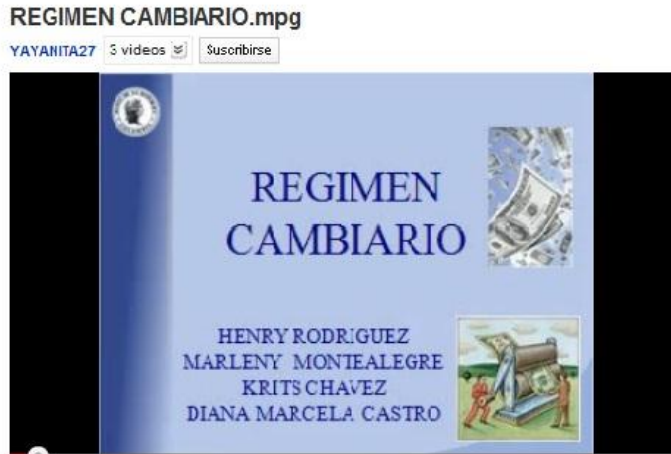 REGIMEN CAMBIARIO.mpg
YAYANITA27 3 videos Suscribirse
REGIMEN
CAMBIARIO
HENRY RODRIGUEZ
MARLENY MONTEALEGRE
KRITS CHAVEZ
DIANA MARCELA CASTRO